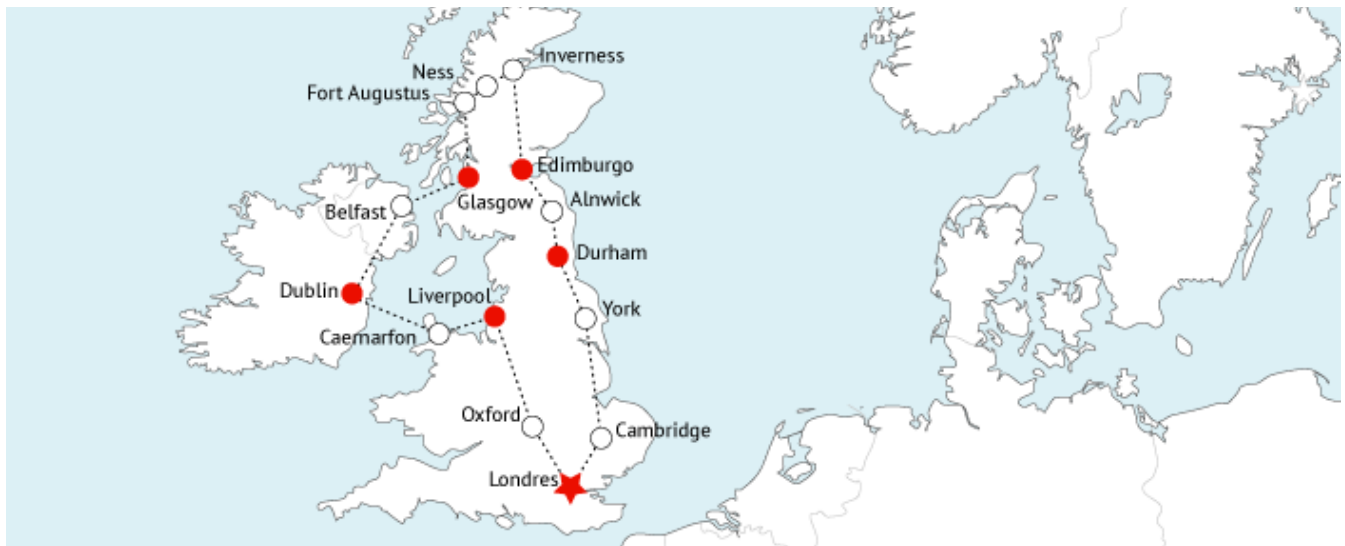 Inverness
Ness
Fort Augustus
Edimburgo
Glasgow
Alnwick
Belfast
Durham
Dublin
Liverpool
York
Caernarfon
Oxford
Cambridge
Londres